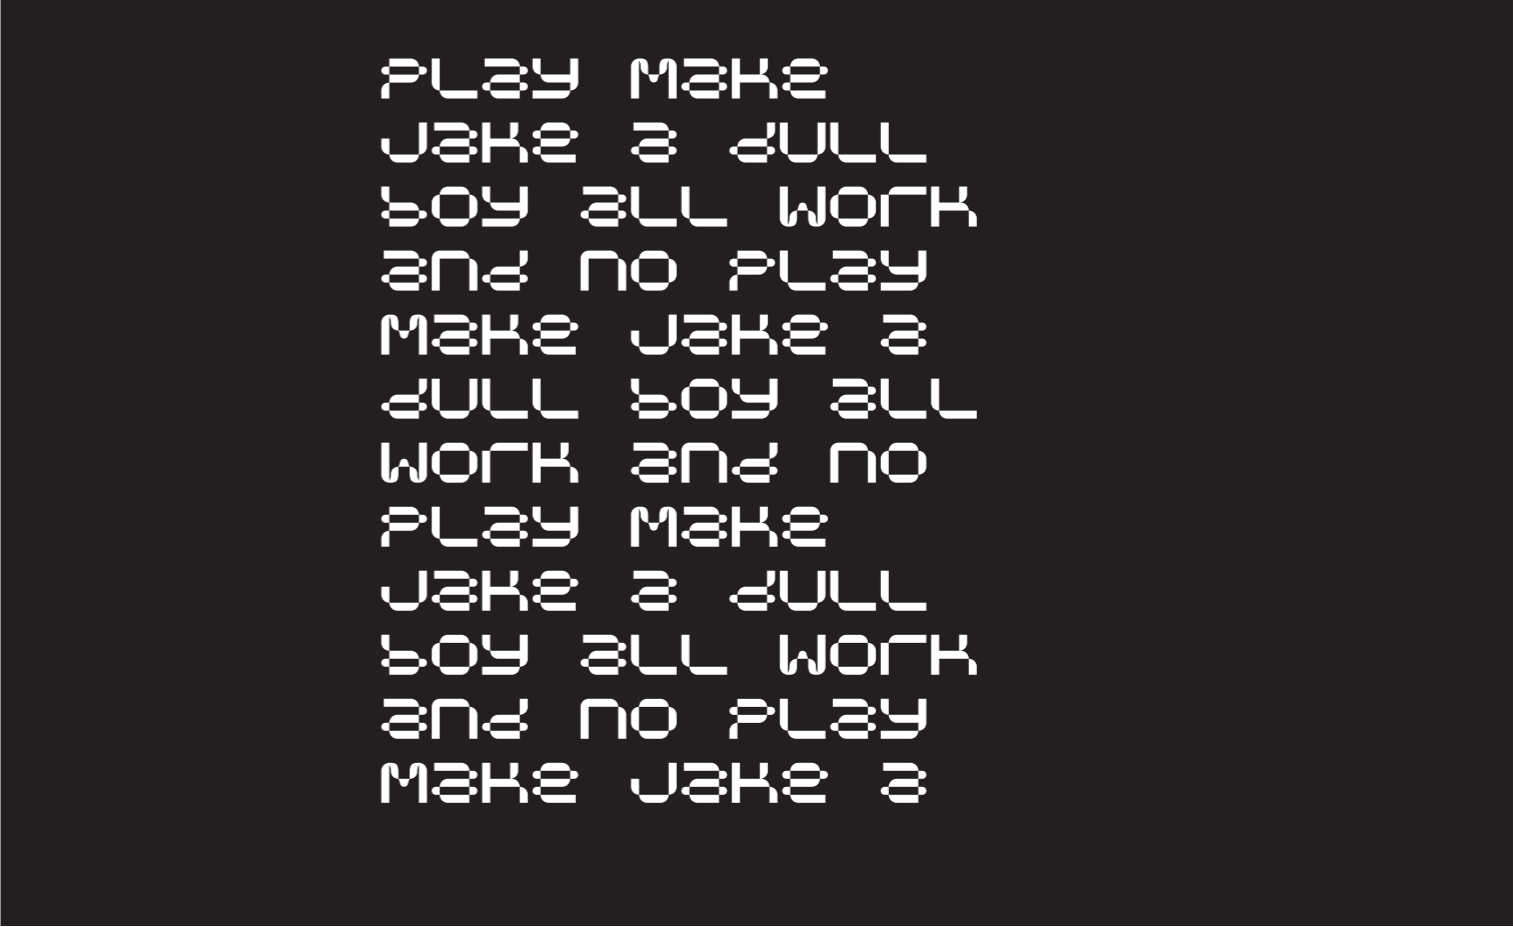 PLay Make
Jake a dULL
boy aLL Work
and no PLay
Make Jake a
dULL boy aLL
Work and no
PLay Make
Jake a dULL
boy aLL Work
and no PLay
Make Jake a